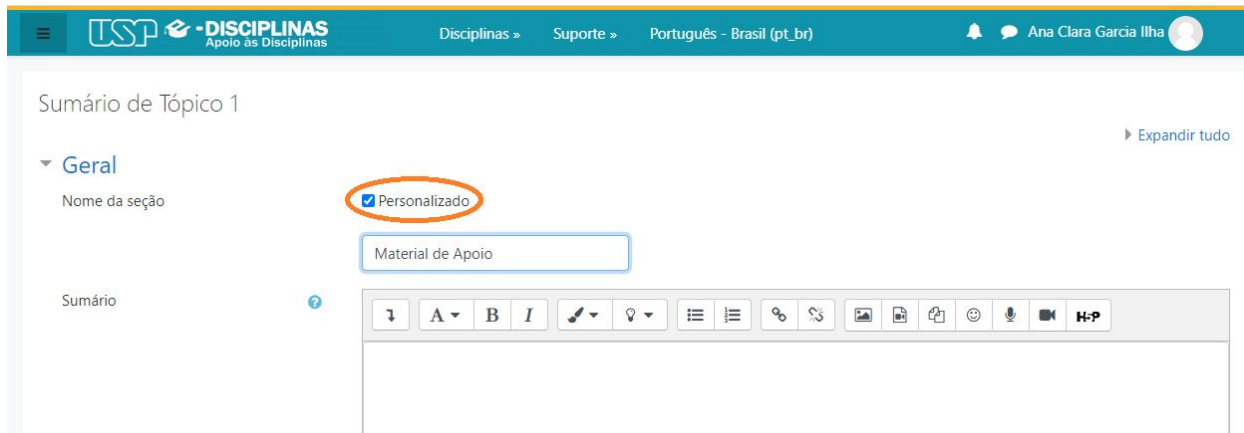 USP e-DISCIPLINAS
Apoio às Disciplinas
Disciplinas »
Suporte »
Português - Brasil (pt_br)
Ana Clara Garcia Ilha
Sumário de Tópico 1
Expandir tudo
Geral
Nome da seção
Personalizado
Material de Apoio
Sumário
A B I
H-P